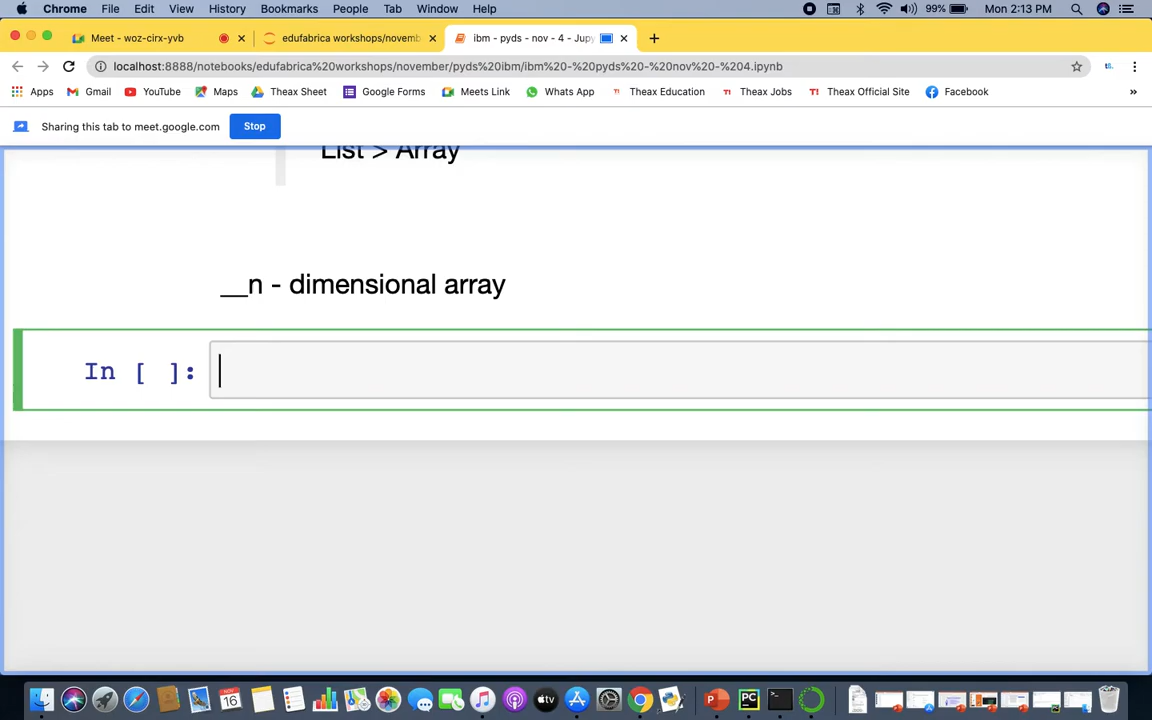 Chrome File Edit View History Bookmarks People Tab Window Help 99% Mon 2:13 PM
Meet - woz-cirx-yvb edufabrica workshops/novemb ibm - pyds - nov - 4 - Jupy
localhost:8888/notebooks/edufabrica%20workshops/november/pyds%20ibm/ibm%20-%20pyds%20-%20nov%20-%204.ipynb
Apps Gmail YouTube Maps Theax Sheet Google Forms Meets Link Whats App Theax Education Theax Jobs Theax Official Site Facebook »
Sharing this tab to meet.google.com Stop
List > Array
__n - dimensional array
In [ ]:
NOV
16
tv
PC